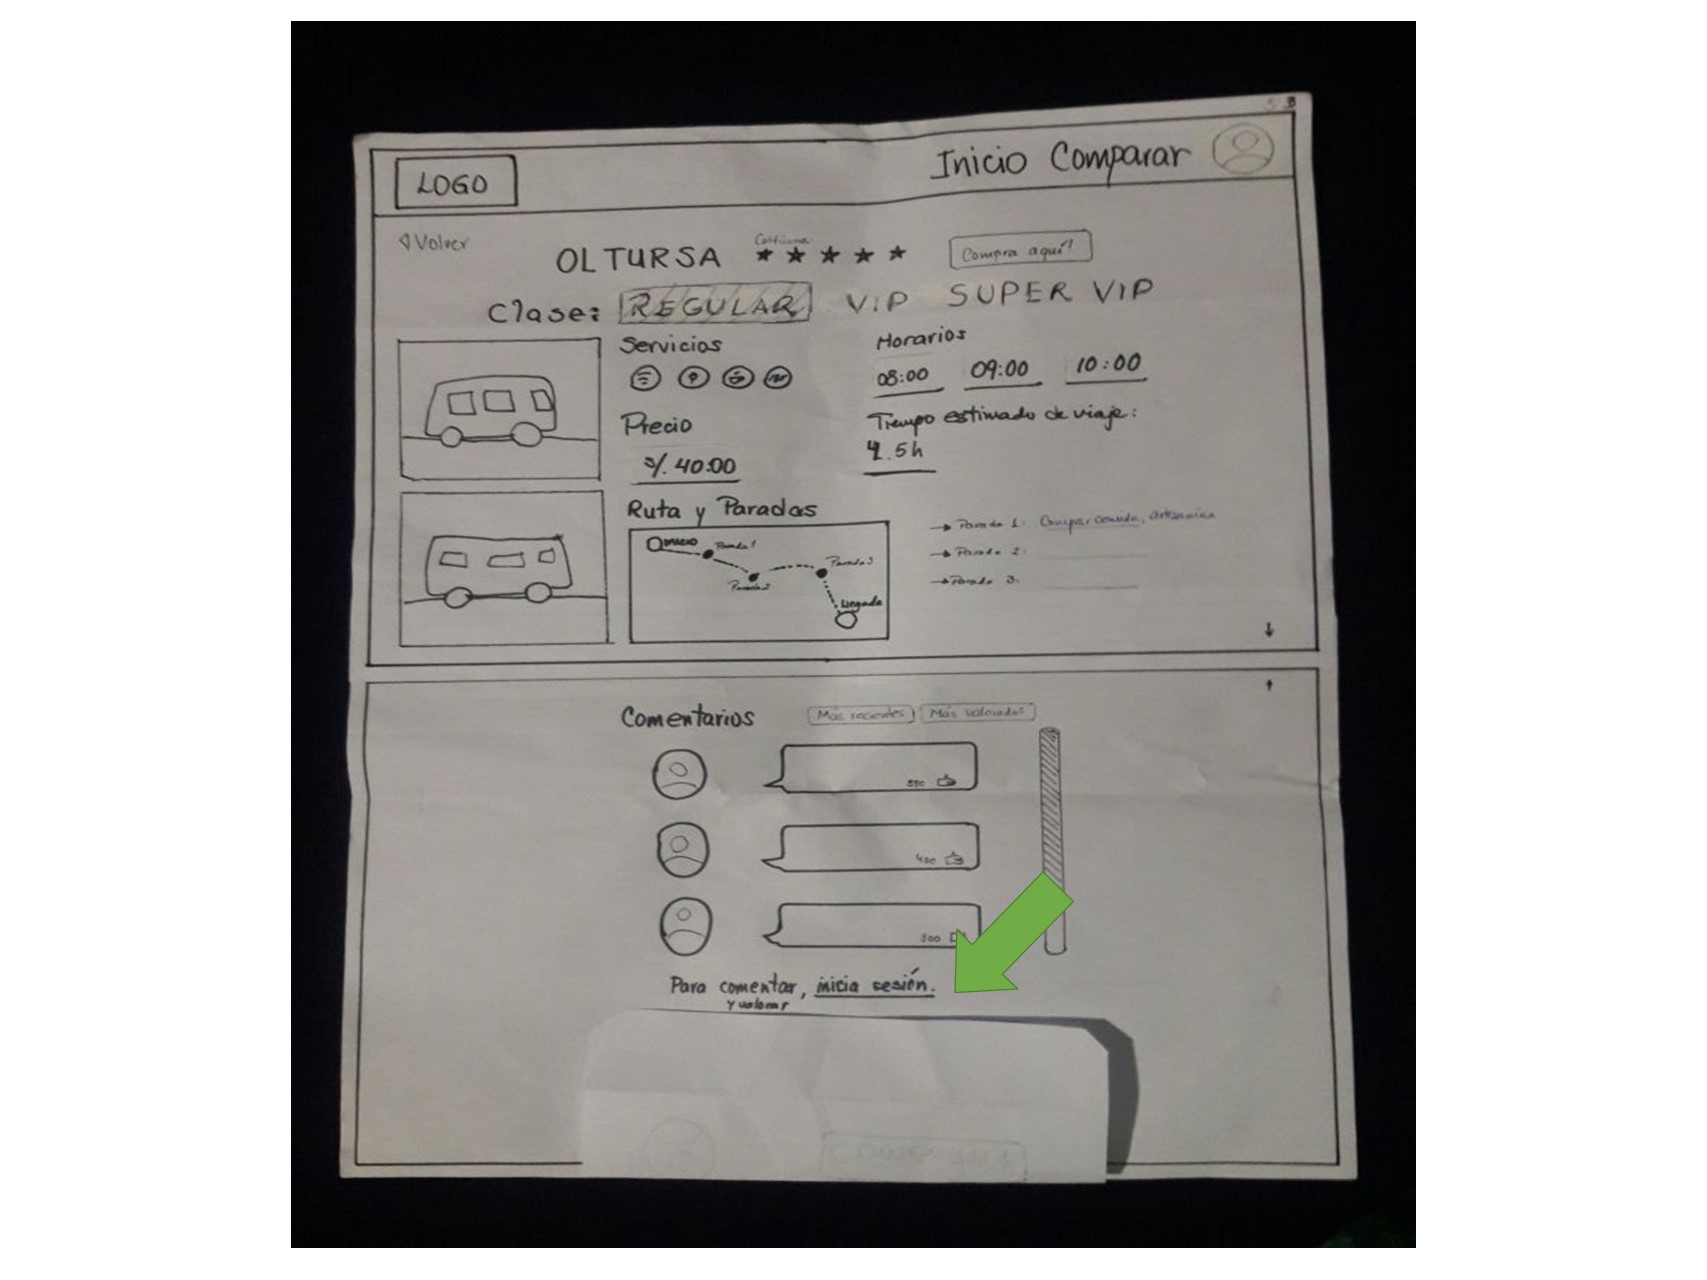 LOGO
Inicio Comparar
Volver
OLTURSA
Compra aquí!
Clase: REGULAR VIP SUPER VIP
Servicios
Horarios
08:00 09:00 10:00
Precio
S/. 40.00
Tiempo estimado de viaje:
4.5h
Ruta y Paradas
Inicio
Parada 1
Parada 2
Parada 3
llegada
Parada 1: Comprar comida, artesanías
Parada 2:
Parada 3:
Comentarios
Más recientes
Más valorados
400
300
Para comentar, inicia sesión.
y valorar